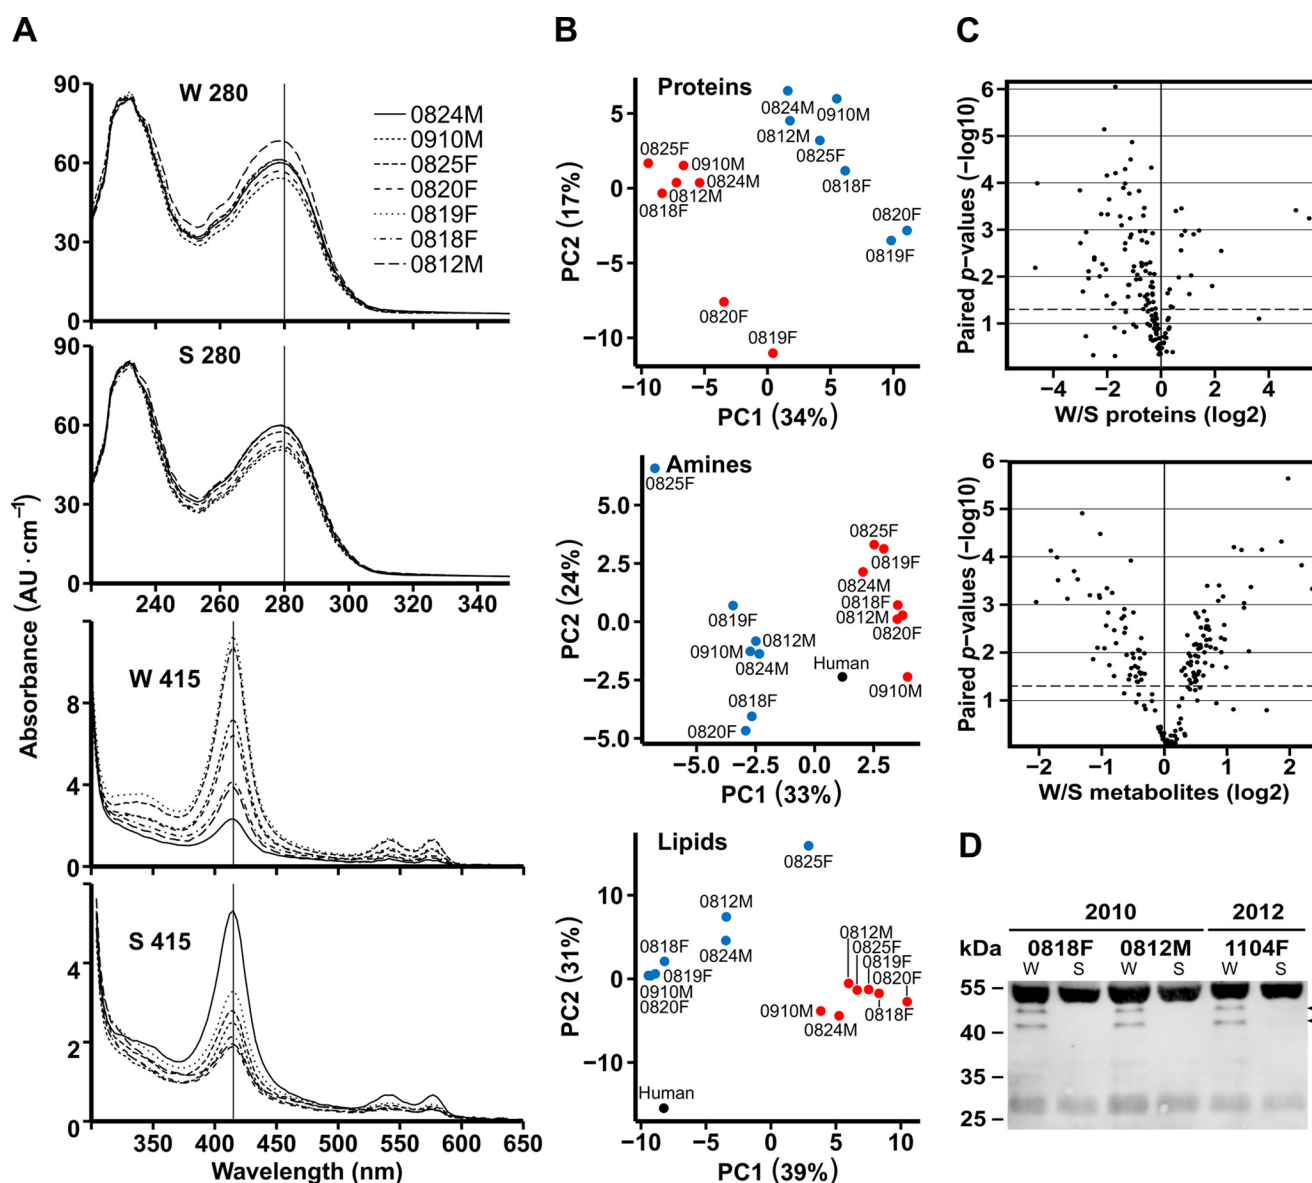 A
B
C
W 280
90
60
30
0
0824M
0910M
0825F
0820F
0819F
0818F
0812M
240
260
280
300
320
340
S 280
90
60
30
0
240
260
280
300
320
340
W 415
8
4
0
S 415
4
2
0
300
350
400
450
500
550
600
650
Absorbance (AU · cm⁻¹)
Wavelength (nm)
Proteins
5
0
−5
−10
0824M
0910M
0812M
0825F
0818F
0820F
0819F
0825F
0910M
0824M
0812M
0818F
0820F
0819F
−10
−5
0
5
10
PC2 (17%)
PC1 (34%)
Amines
5.0
2.5
0.0
−2.5
−5.0
0825F
0825F
0819F
0824M
0818F
0812M
0820F
0819F
0812M
0910M
0824M
Human
0910M
0818F
0820F
−5.0
−2.5
0.0
2.5
PC2 (24%)
PC1 (33%)
Lipids
10
0
−10
0825F
0812M
0824M
0818F
0819F
0910M
0820F
0812M
0825F
0819F
0820F
0910M
0824M
0818F
Human
−10
−5
0
5
10
PC2 (31%)
PC1 (39%)
6
5
4
3
2
1
−4
−2
0
2
4
Paired p−values (−log10)
W/S proteins (log2)
6
5
4
3
2
1
−2
−1
0
1
2
Paired p−values (−log10)
W/S metabolites (log2)
D
2010
2012
kDa
0818F
0812M
1104F
W
S
W
S
W
S
55
40
35
25